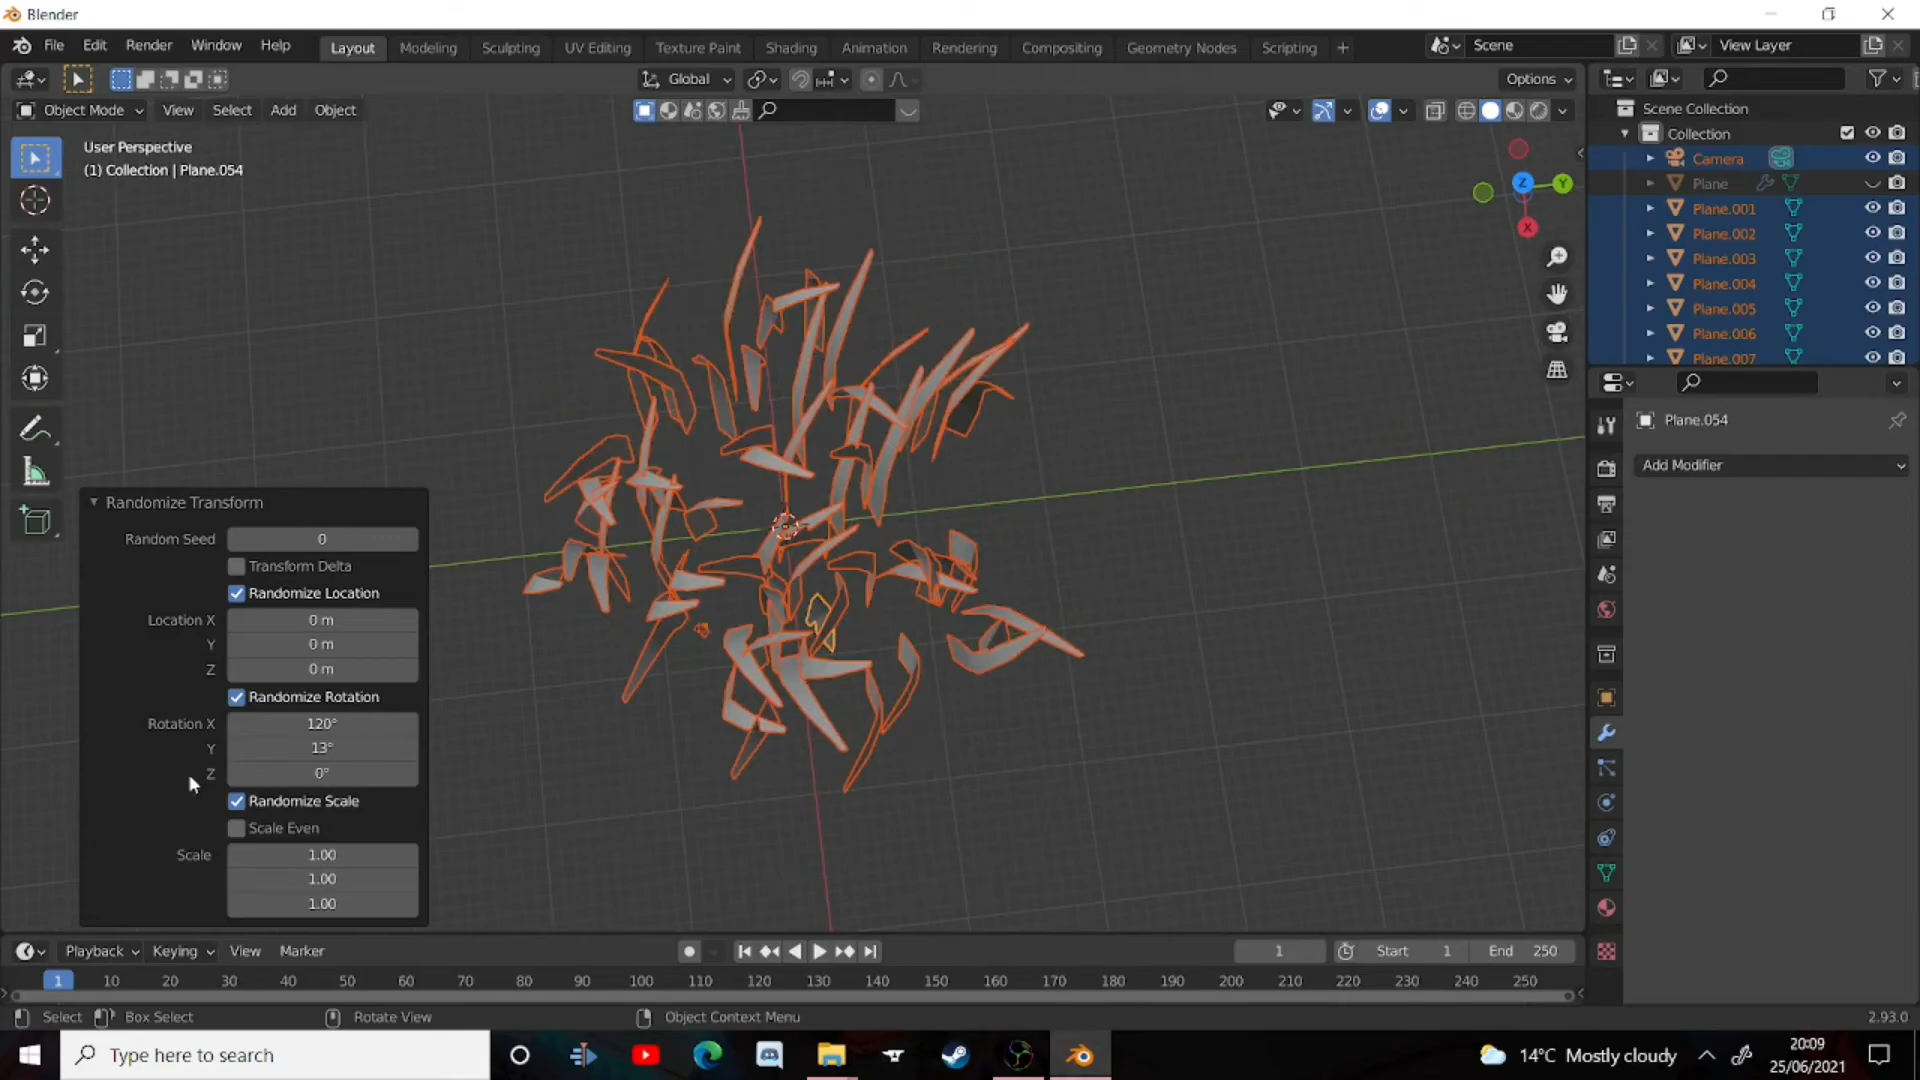 Blender
File Edit Render Window Help Layout Modeling Sculpting UV Editing Texture Paint Shading Animation Rendering Compositing Geometry Nodes Scripting + Scene View Layer
Global Options
Object Mode View Select Add Object
User Perspective
(1) Collection | Plane.054
Z Y X
Scene Collection
Collection
Camera
Plane
Plane.001
Plane.002
Plane.003
Plane.004
Plane.005
Plane.006
Plane.007
Plane.054
Add Modifier
Randomize Transform
Random Seed 0
Transform Delta
Randomize Location
Location X 0 m
Y 0 m
Z 0 m
Randomize Rotation
Rotation X 120°
Y 13°
Z 0°
Randomize Scale
Scale Even
Scale 1.00
1.00
1.00
Playback Keying View Marker 1 Start 1 End 250
1 10 20 30 40 50 60 70 80 90 100 110 120 130 140 150 160 170 180 190 200 210 220 230 240 250
Select Box Select Rotate View Object Context Menu 2.93.0
Type here to search 14°C Mostly cloudy 20:09
25/06/2021